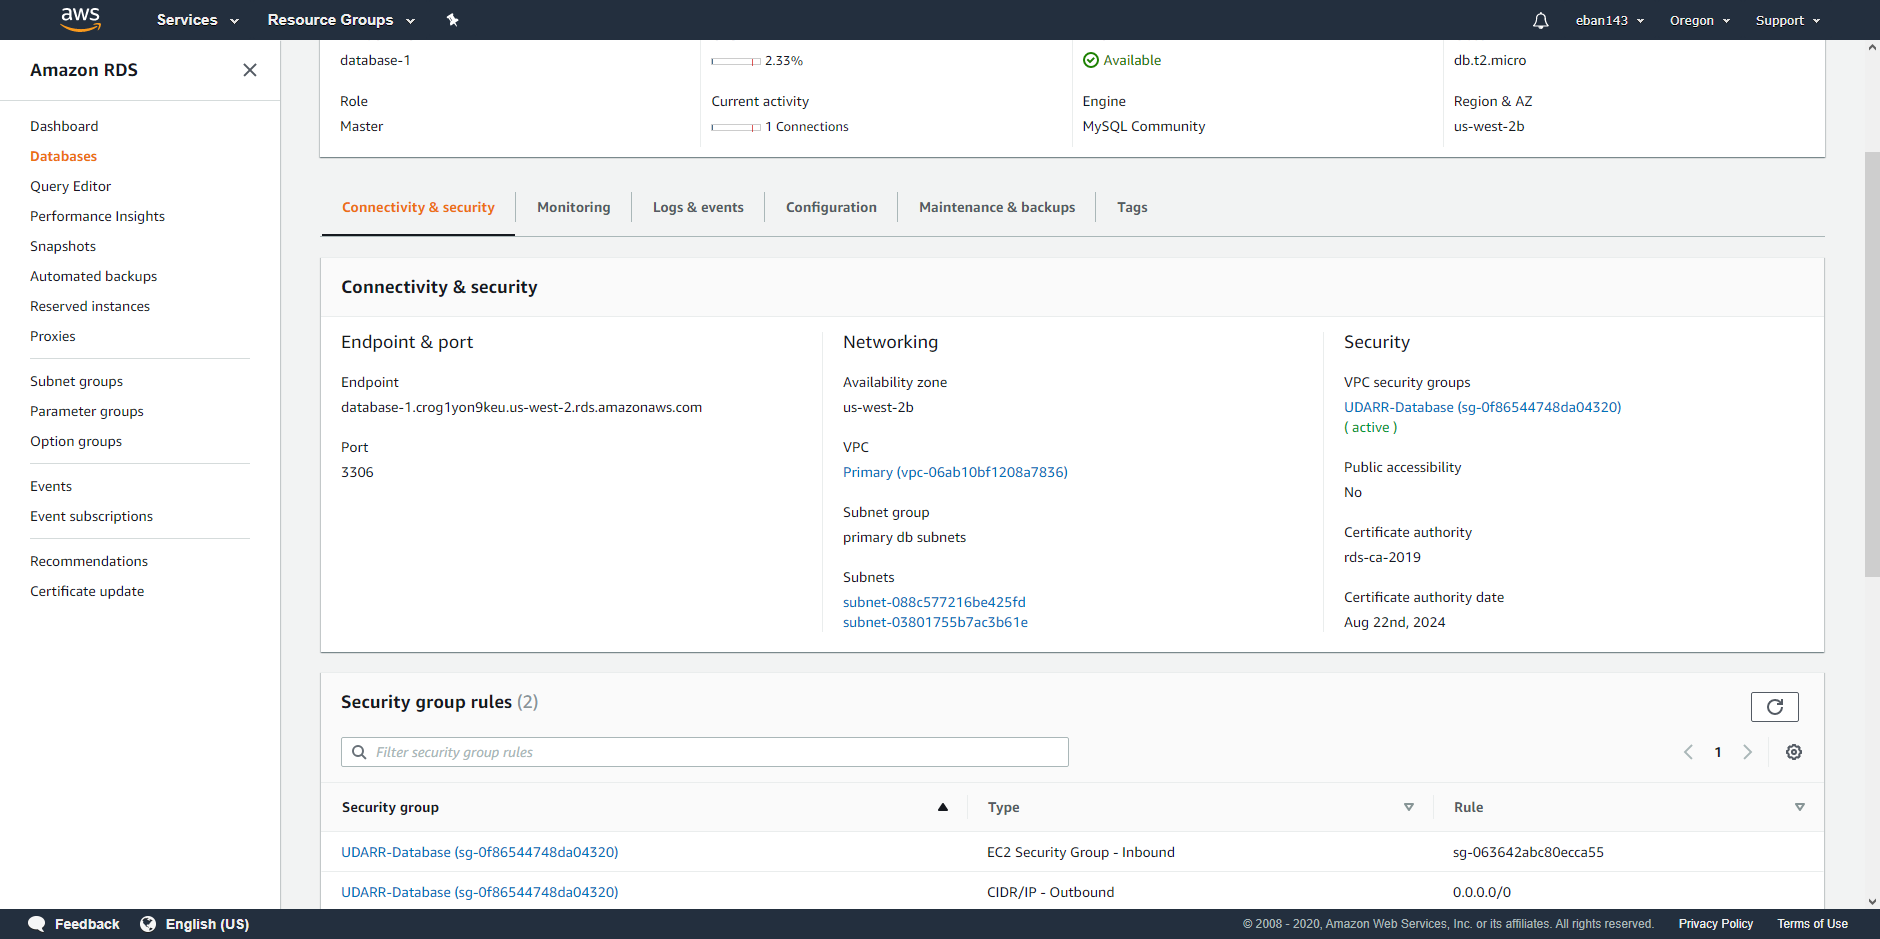 aws Services Resource Groups eban143 Oregon Support
Amazon RDS
Dashboard
Databases
Query Editor
Performance Insights
Snapshots
Automated backups
Reserved instances
Proxies
Subnet groups
Parameter groups
Option groups
Events
Event subscriptions
Recommendations
Certificate update
database-1 2.33% Available db.t2.micro
Role Current activity Engine Region & AZ
Master 1 Connections MySQL Community us-west-2b
Connectivity & security Monitoring Logs & events Configuration Maintenance & backups Tags
Connectivity & security
Endpoint & port
Endpoint
database-1.crog1yon9keu.us-west-2.rds.amazonaws.com
Port
3306
Networking
Availability zone
us-west-2b
VPC
Primary (vpc-06ab10bf1208a7836)
Subnet group
primary db subnets
Subnets
subnet-088c577216be425fd
subnet-03801755b7ac3b61e
Security
VPC security groups
UDARR-Database (sg-0f86544748da04320)
( active )
Public accessibility
No
Certificate authority
rds-ca-2019
Certificate authority date
Aug 22nd, 2024
Security group rules (2)
Filter security group rules
1
Security group Type Rule
UDARR-Database (sg-0f86544748da04320) EC2 Security Group - Inbound sg-063642abc80ecca55
UDARR-Database (sg-0f86544748da04320) CIDR/IP - Outbound 0.0.0.0/0
Feedback English (US) © 2008 - 2020, Amazon Web Services, Inc. or its affiliates. All rights reserved. Privacy Policy Terms of Use